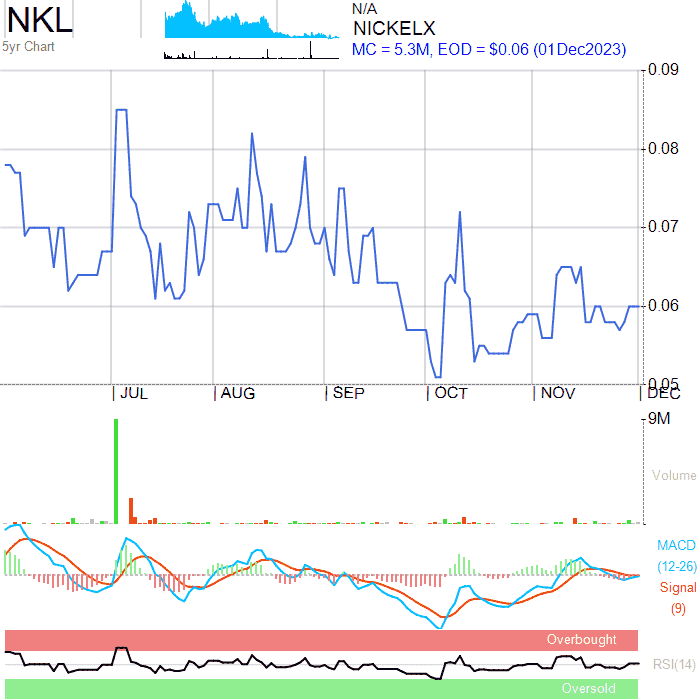 NKL
5yr Chart
N/A
NICKELX
MC = 5.3M, EOD = $0.06 (01Dec2023)
0.09
0.08
0.07
0.06
0.05
JUL AUG SEP OCT NOV DEC
9M
Volume
MACD
(12-26)
Signal
(9)
Overbought
RSI(14)
Oversold